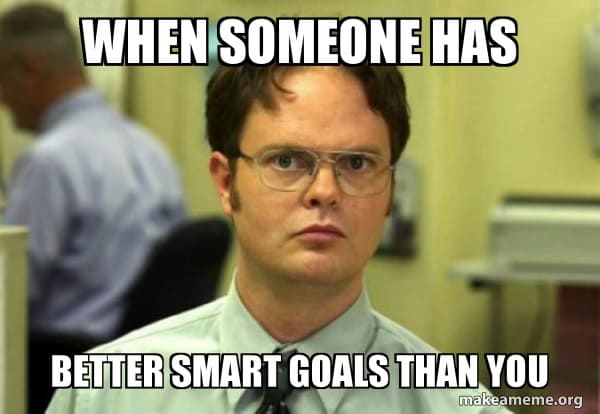 WHEN SOMEONE HAS
BETTER SMART GOALS THAN YOU
makeameme.org